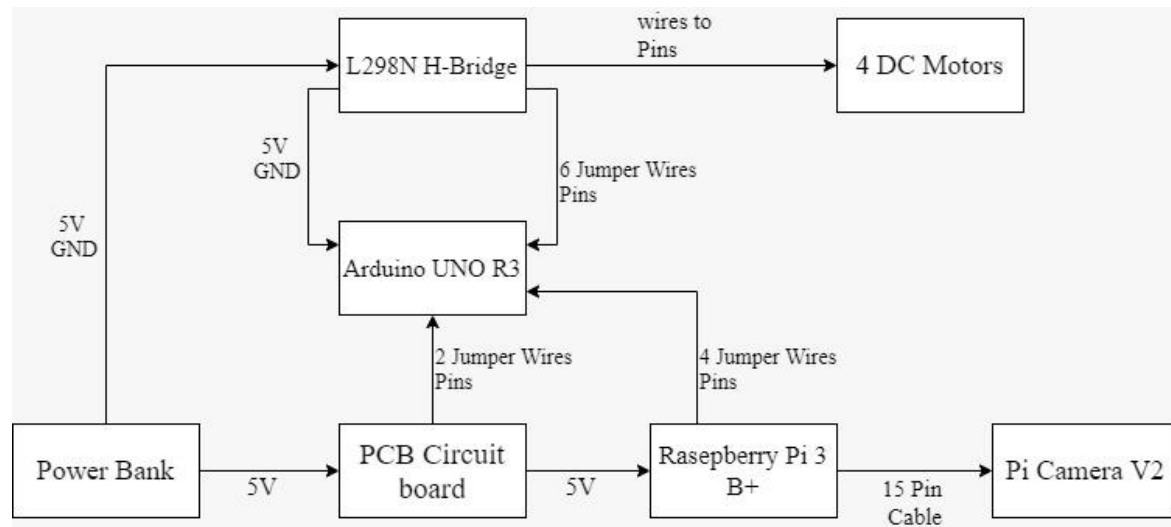 wires to
Pins
L298N H-Bridge
4 DC Motors
5V
GND
6 Jumper Wires
Pins
5V
GND
Arduino UNO R3
2 Jumper Wires
Pins
4 Jumper Wires
Pins
Power Bank
5V
PCB Circuit
board
5V
Rasepberry Pi 3
B+
15 Pin
Cable
Pi Camera V2